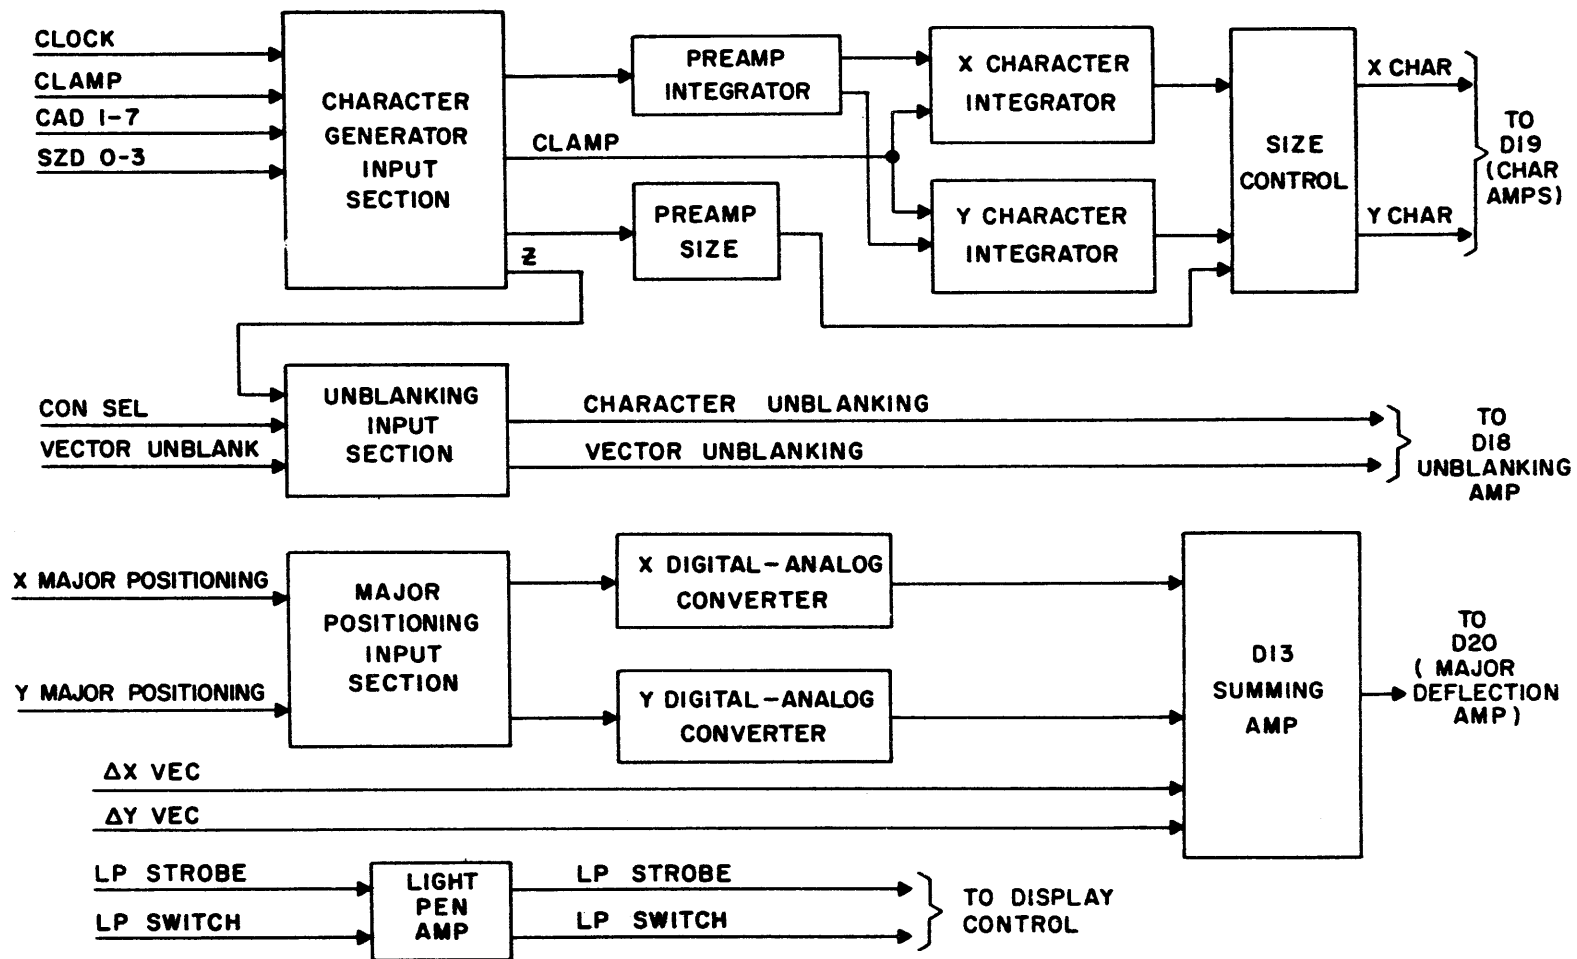 CLOCK
CLAMP
CAD 1-7
SZD 0-3
CHARACTER
GENERATOR
INPUT
SECTION
PREAMP
INTEGRATOR
CLAMP
PREAMP
SIZE
Z
X CHARACTER
INTEGRATOR
Y CHARACTER
INTEGRATOR
SIZE
CONTROL
X CHAR
Y CHAR
TO
D19
(CHAR
AMPS)
CON SEL
VECTOR UNBLANK
UNBLANKING
INPUT
SECTION
CHARACTER UNBLANKING
VECTOR UNBLANKING
TO
D18
UNBLANKING
AMP
X MAJOR POSITIONING
Y MAJOR POSITIONING
MAJOR
POSITIONING
INPUT
SECTION
X DIGITAL-ANALOG
CONVERTER
Y DIGITAL-ANALOG
CONVERTER
D13
SUMMING
AMP
TO
D20
( MAJOR
DEFLECTION
AMP)
ΔX VEC
ΔY VEC
LP STROBE
LP SWITCH
LIGHT
PEN
AMP
LP STROBE
LP SWITCH
TO DISPLAY
CONTROL